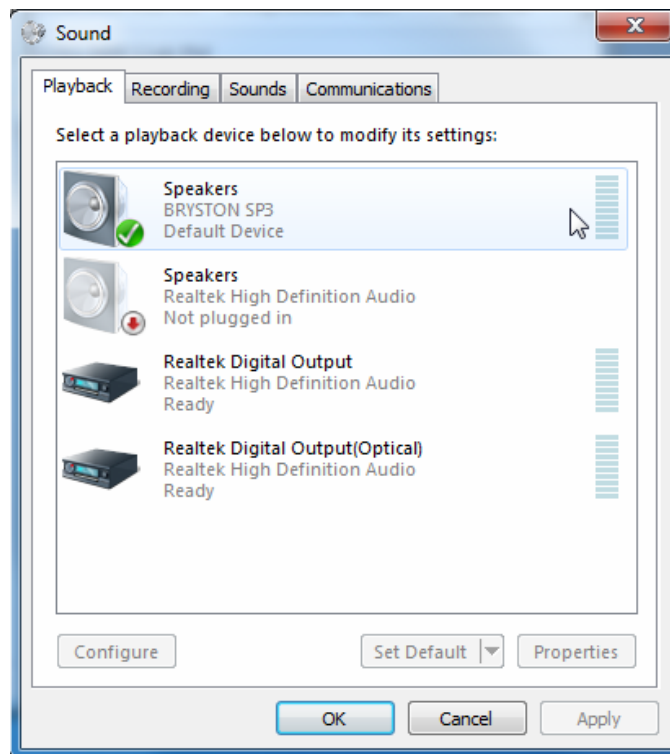 Sound
Playback Recording Sounds Communications
Select a playback device below to modify its settings:
Speakers
BRYSTON SP3
Default Device
Speakers
Realtek High Definition Audio
Not plugged in
Realtek Digital Output
Realtek High Definition Audio
Ready
Realtek Digital Output(Optical)
Realtek High Definition Audio
Ready
Configure Set Default Properties
OK Cancel Apply